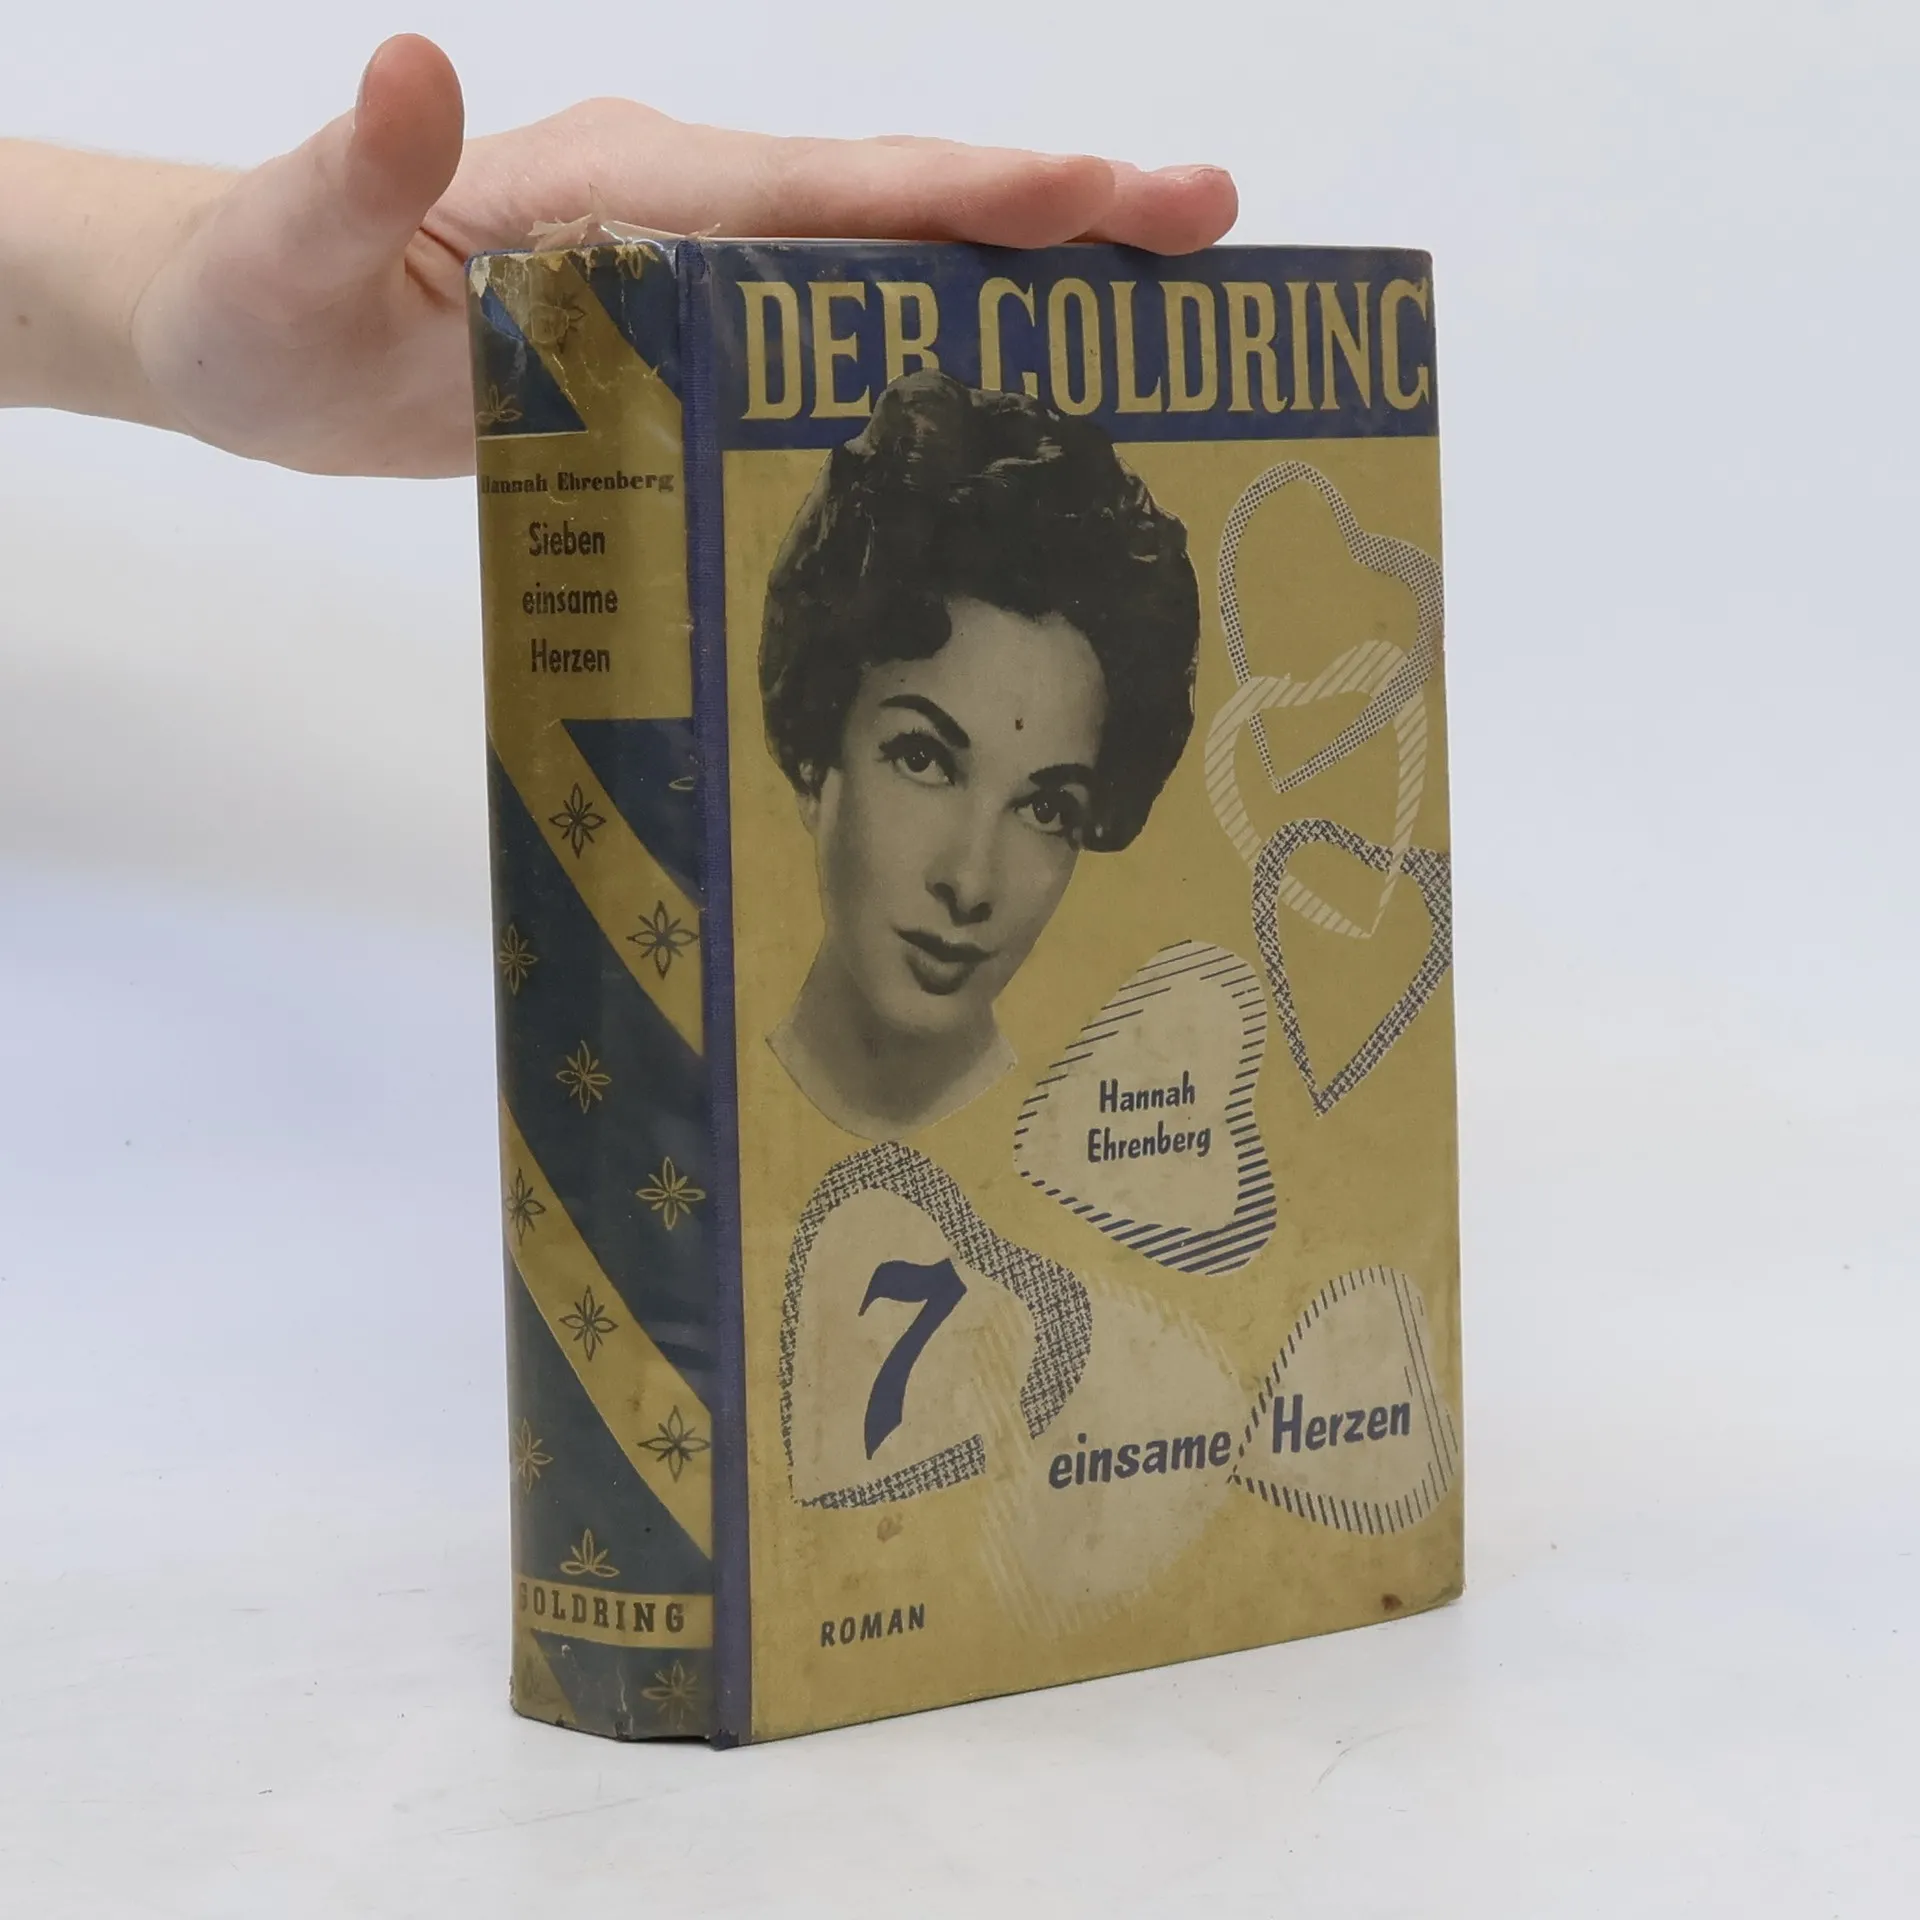 DER GOLDRING
Hannah Ehrenberg
Sieben
einsame
Herzen
Hannah
Ehrenberg
7
einsame Herzen
ROMAN
GOLDRING